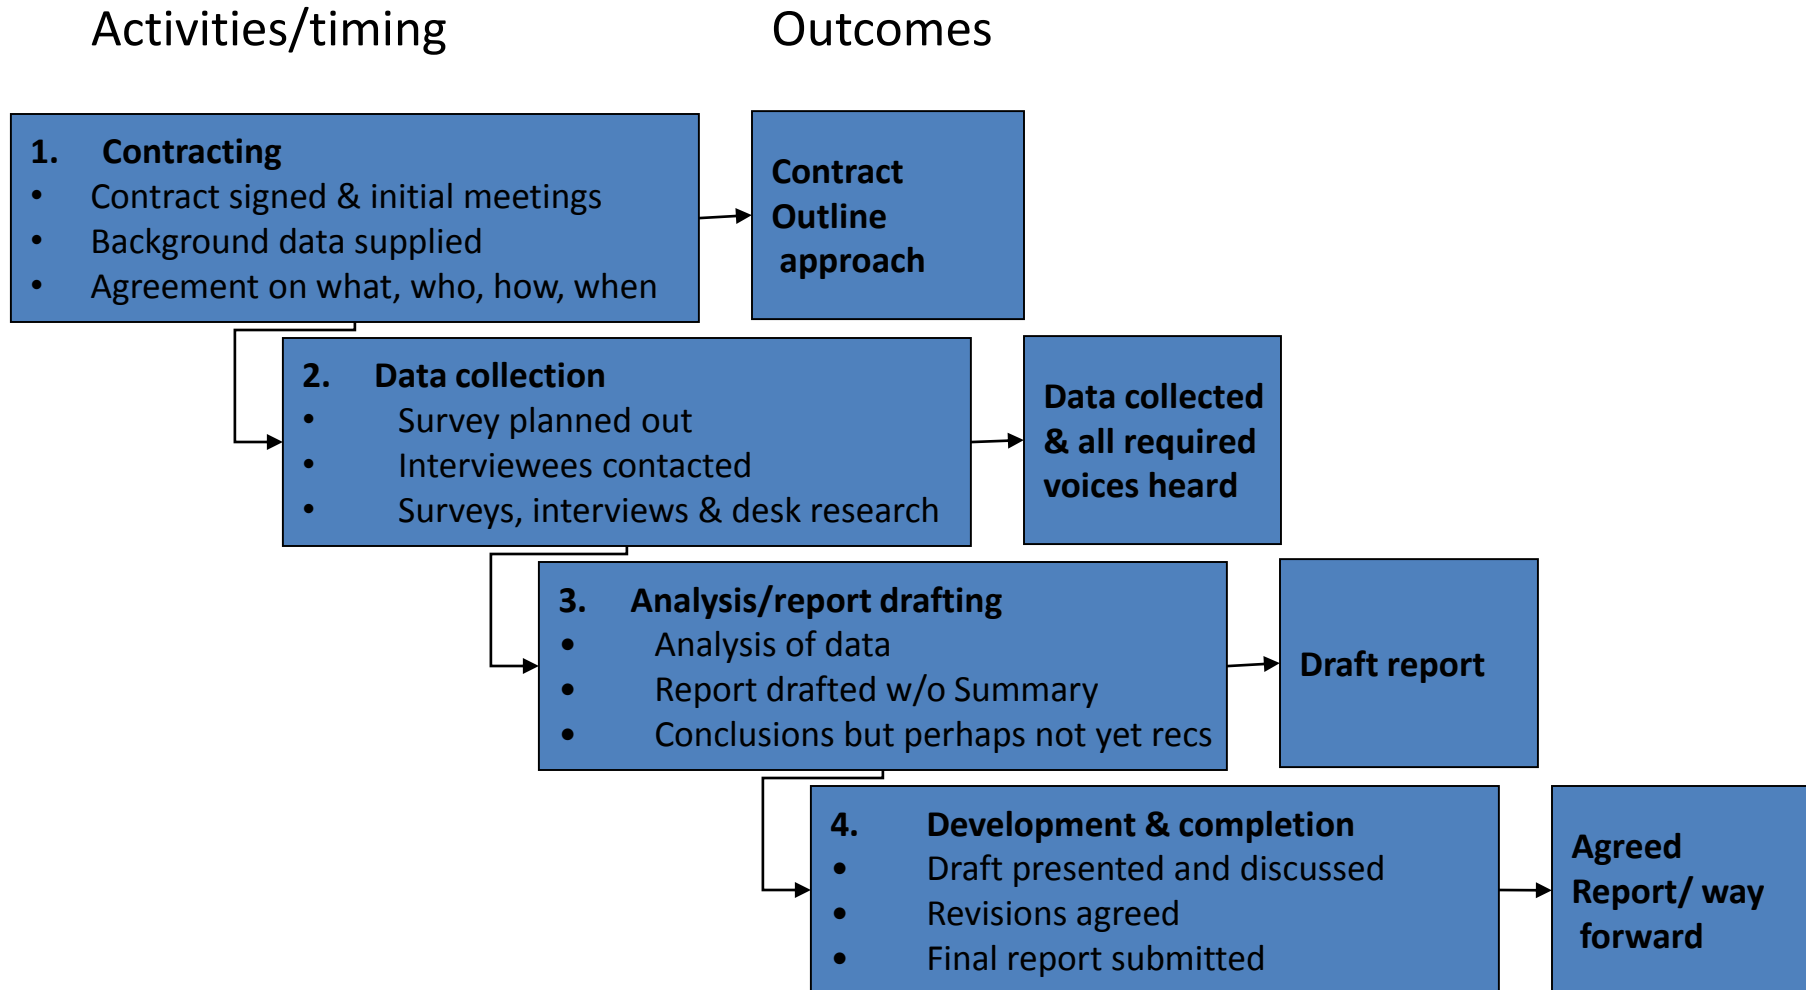 Activities/timing
Outcomes
1. Contracting
• Contract signed & initial meetings
• Background data supplied
• Agreement on what, who, how, when
Contract
Outline
approach
2. Data collection
• Survey planned out
• Interviewees contacted
• Surveys, interviews & desk research
Data collected
& all required
voices heard
3. Analysis/report drafting
• Analysis of data
• Report drafted w/o Summary
• Conclusions but perhaps not yet recs
Draft report
4. Development & completion
• Draft presented and discussed
• Revisions agreed
• Final report submitted
Agreed
Report/ way
forward